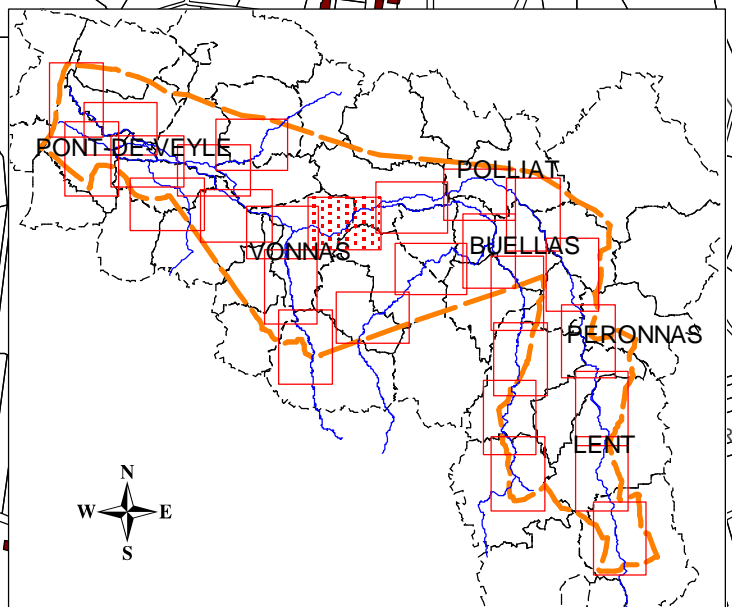 PONT-DE-VEYLE
POLLIAT
VONNAS
BUELLAS
PERONNAS
LENT
N
W E
S